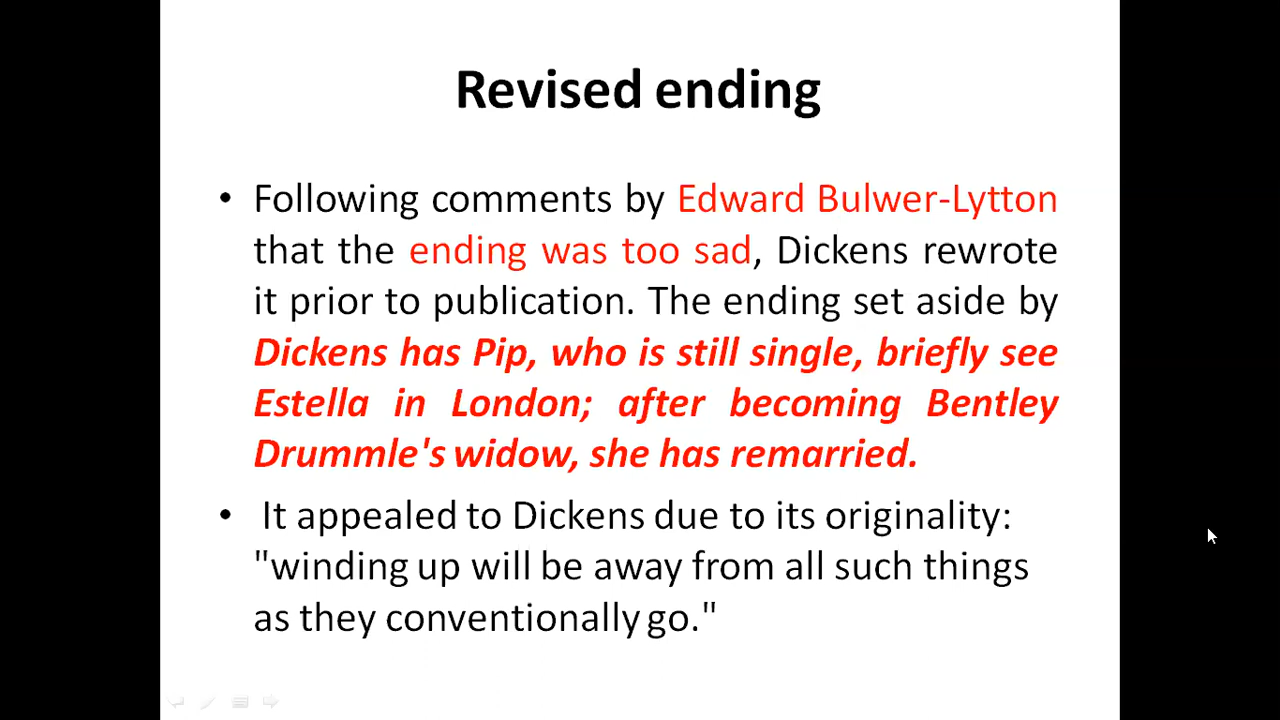 Revised ending
• Following comments by Edward Bulwer-Lytton
that the ending was too sad, Dickens rewrote
it prior to publication. The ending set aside by
Dickens has Pip, who is still single, briefly see
Estella in London; after becoming Bentley
Drummle's widow, she has remarried.
• It appealed to Dickens due to its originality:
"winding up will be away from all such things
as they conventionally go."